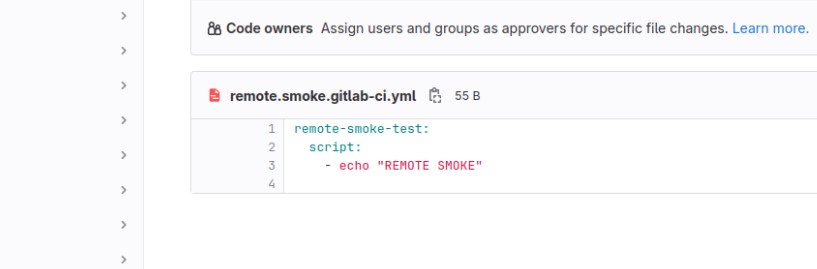 Code owners Assign users and groups as approvers for specific file changes. Learn more.
remote.smoke.gitlab-ci.yml 55 B
1 remote-smoke-test:
2   script:
3     - echo "REMOTE SMOKE"
4